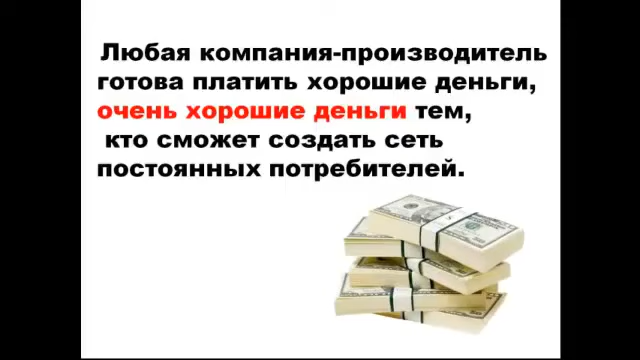 Любая компания-производитель
готова платить хорошие деньги,
очень хорошие деньги тем,
кто сможет создать сеть
постоянных потребителей.